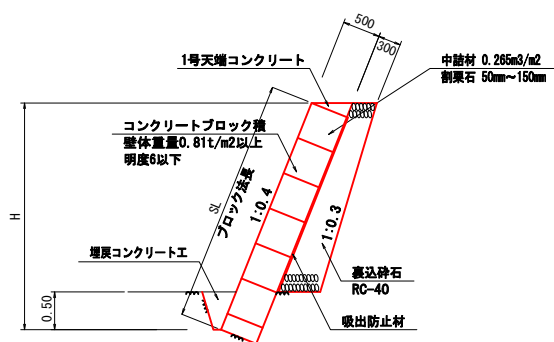 500
300
1号天端コンクリート
中詰材 0.265m3/m2
割栗石 50mm～150mm
コンクリートブロック積
壁体重量0.81t/m2以上
明度6以下
SL
ブロック法長
1:0.4
1:0.3
H
埋戻コンクリート工
0.50
裏込砕石
RC-40
吸出防止材